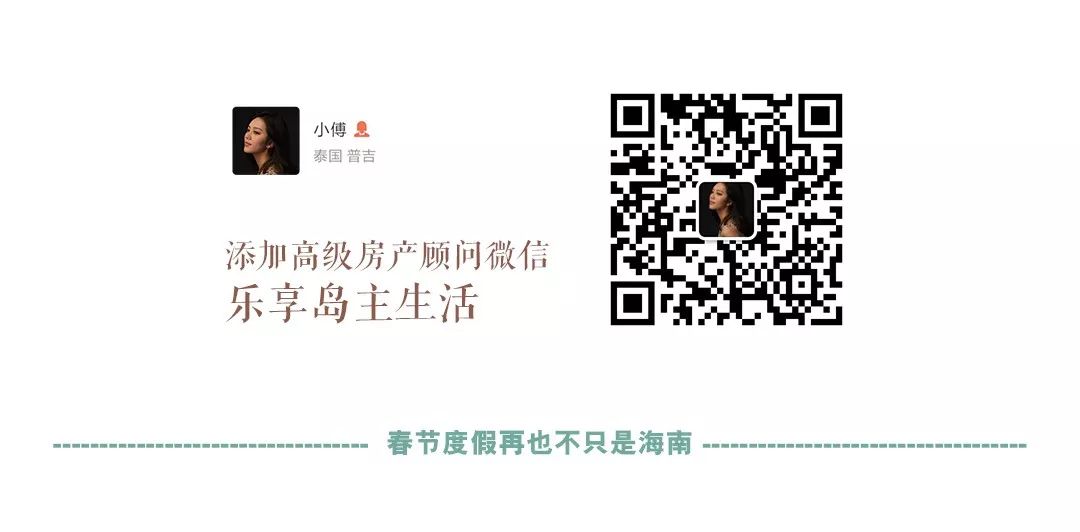 小傅
泰国 普吉
添加高级房产顾问微信
乐享岛主生活
春节度假再也不只是海南